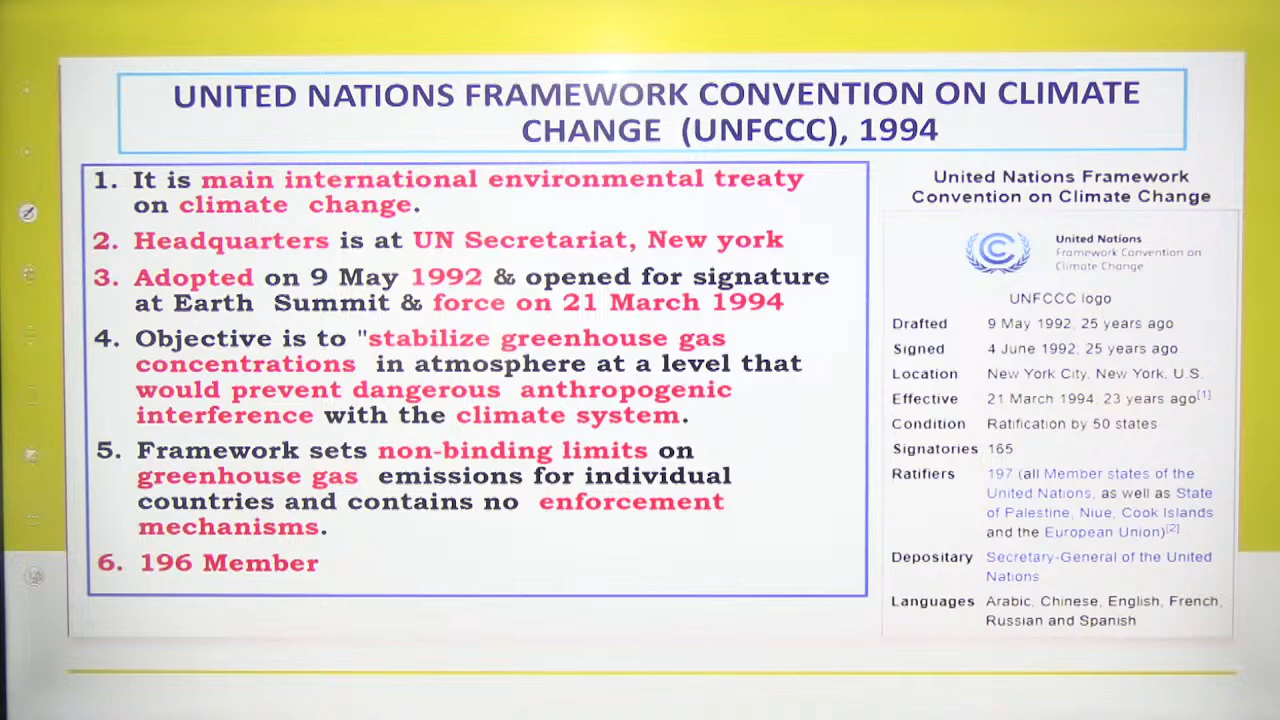 UNITED NATIONS FRAMEWORK CONVENTION ON CLIMATE
CHANGE (UNFCCC), 1994
1. It is main international environmental treaty
on climate change.
2. Headquarters is at UN Secretariat, New york
3. Adopted on 9 May 1992 & opened for signature
at Earth Summit & force on 21 March 1994
4. Objective is to "stabilize greenhouse gas
concentrations in atmosphere at a level that
would prevent dangerous anthropogenic
interference with the climate system.
5. Framework sets non-binding limits on
greenhouse gas emissions for individual
countries and contains no enforcement
mechanisms.
6. 196 Member
United Nations Framework
Convention on Climate Change
United Nations
Framework Convention on
Climate Change
UNFCCC logo
Drafted 9 May 1992; 25 years ago
Signed 4 June 1992; 25 years ago
Location New York City, New York, U.S.
Effective 21 March 1994; 23 years ago[1]
Condition Ratification by 50 states
Signatories 165
Ratifiers 197 (all Member states of the
United Nations, as well as State
of Palestine, Niue, Cook Islands
and the European Union)[2]
Depositary Secretary-General of the United
Nations
Languages Arabic, Chinese, English, French,
Russian and Spanish